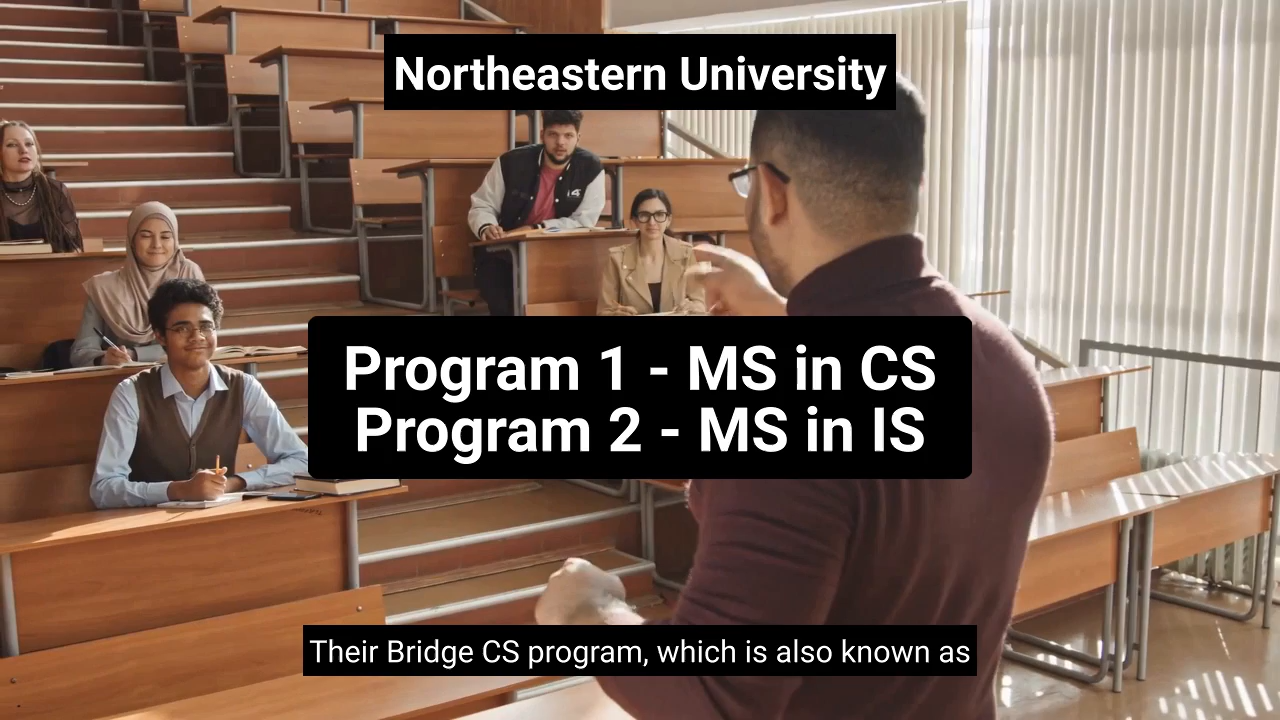 Northeastern University
Program 1 - MS in CS
Program 2 - MS in IS
Their Bridge CS program, which is also known as